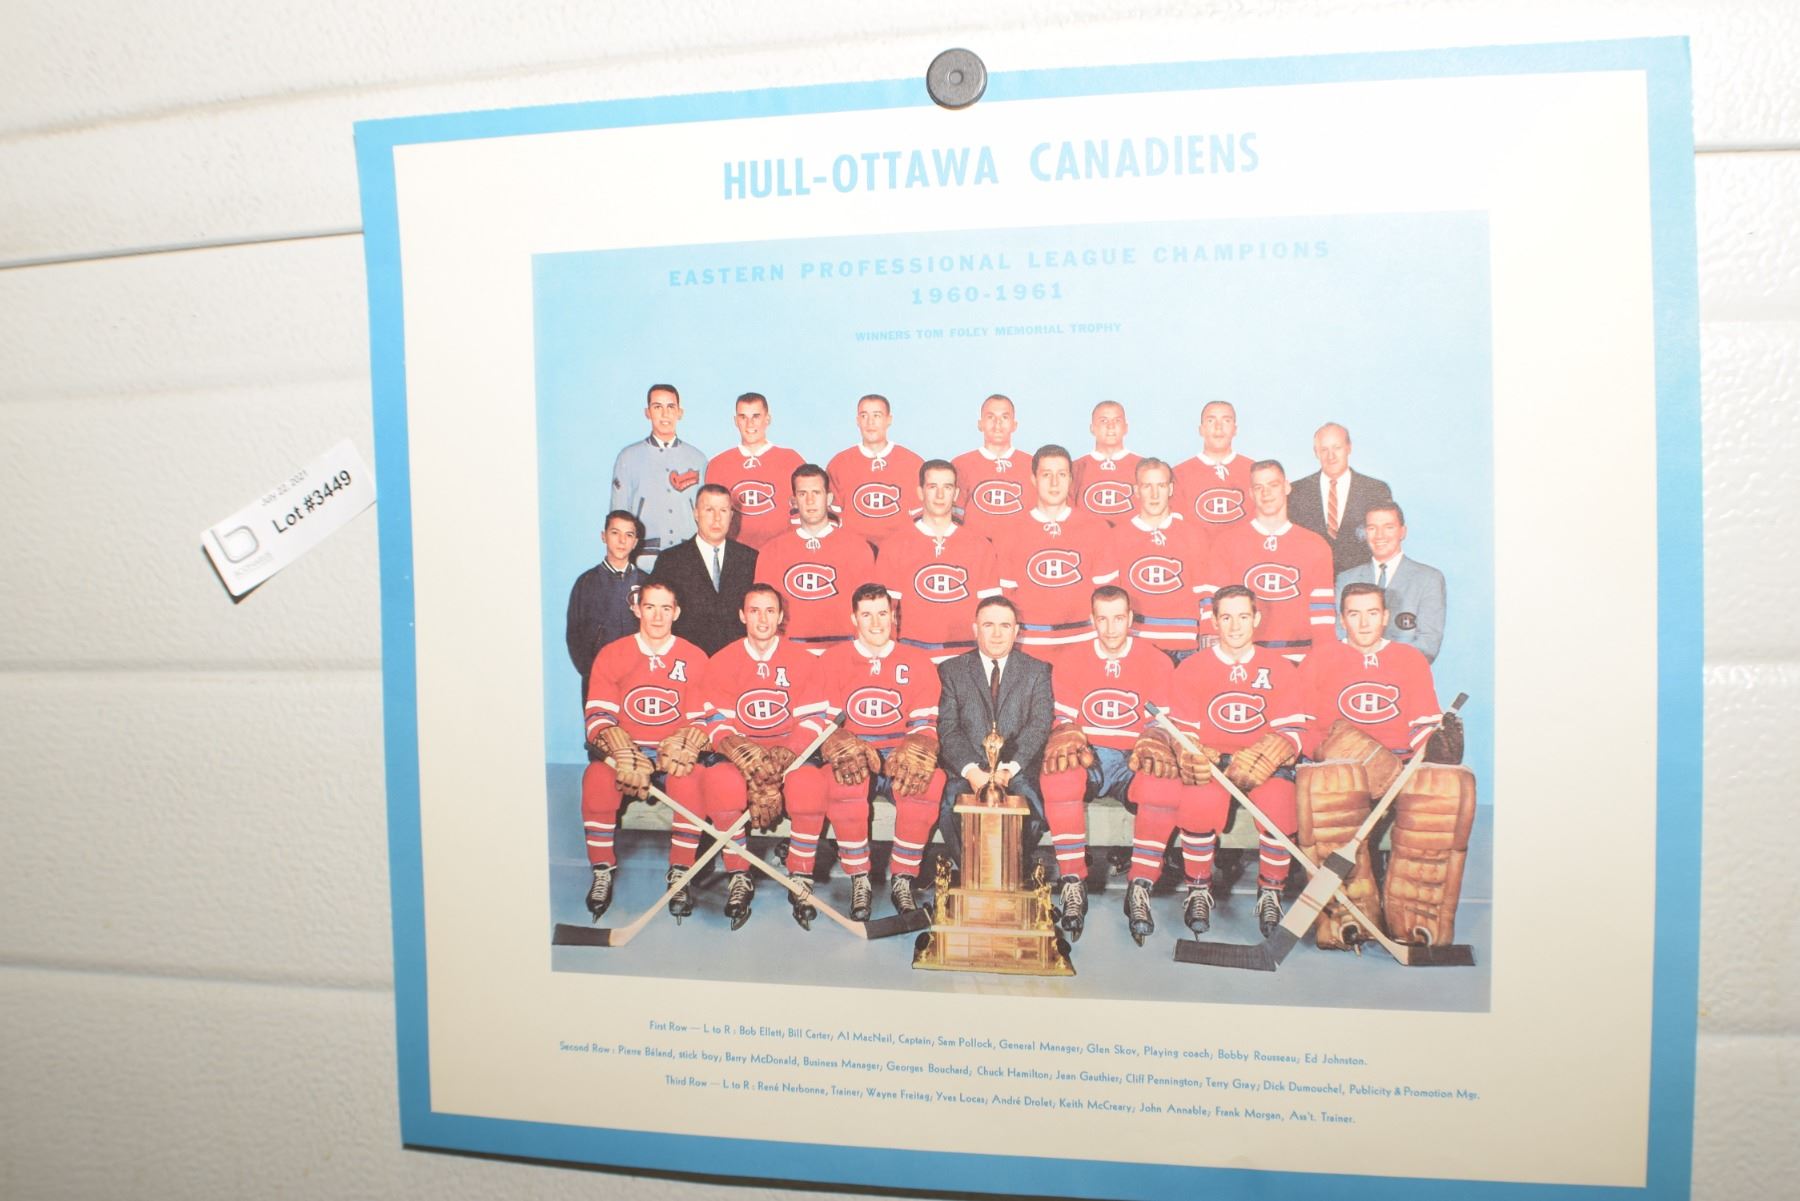 HULL-OTTAWA CANADIENS
EASTERN PROFESSIONAL LEAGUE CHAMPIONS
1960-1961
WINNERS TOM FOLEY MEMORIAL TROPHY
July 22, 2021
Lot #3449
A A C A
First Row — L to R : Bob Ellett; Bill Carter; Al MacNeil, Captain; Sam Pollock, General Manager; Glen Skov, Playing coach; Bobby Rousseau; Ed Johnston.
Second Row : Pierre Béland, stick boy; Barry McDonald, Business Manager; Georges Bouchard; Chuck Hamilton; Jean Gauthier; Cliff Pennington; Terry Gray; Dick Dumouchel, Publicity & Promotion Mgr.
Third Row — L to R : René Nerbonne, Trainer; Wayne Freitag; Yves Locas; André Drolet; Keith McCreary; John Annable; Frank Morgan, Ass't. Trainer.